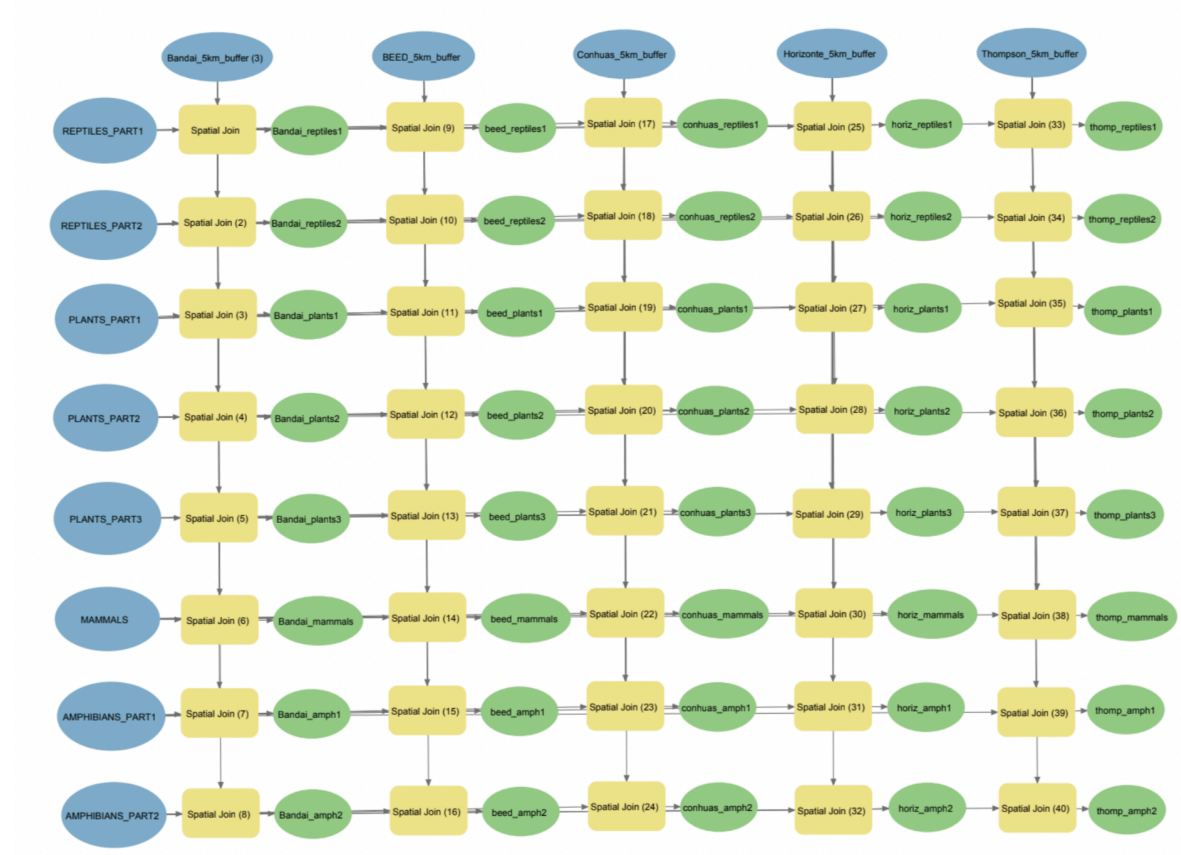 Bandai_5km_buffer (3) BEED_5km_buffer Conhuas_5km_buffer Horizonte_5km_buffer Thompson_5km_buffer
REPTILES_PART1 Spatial Join Bandai_reptiles1 Spatial Join (9) beed_reptiles1 Spatial Join (17) conhuas_reptiles1 Spatial Join (25) horiz_reptiles1 Spatial Join (33) thomp_reptiles1
REPTILES_PART2 Spatial Join (2) Bandai_reptiles2 Spatial Join (10) beed_reptiles2 Spatial Join (18) conhuas_reptiles2 Spatial Join (26) horiz_reptiles2 Spatial Join (34) thomp_reptiles2
PLANTS_PART1 Spatial Join (3) Bandai_plants1 Spatial Join (11) beed_plants1 Spatial Join (19) conhuas_plants1 Spatial Join (27) horiz_plants1 Spatial Join (35) thomp_plants1
PLANTS_PART2 Spatial Join (4) Bandai_plants2 Spatial Join (12) beed_plants2 Spatial Join (20) conhuas_plants2 Spatial Join (28) horiz_plants2 Spatial Join (36) thomp_plants2
PLANTS_PART3 Spatial Join (5) Bandai_plants3 Spatial Join (13) beed_plants3 Spatial Join (21) conhuas_plants3 Spatial Join (29) horiz_plants3 Spatial Join (37) thomp_plants3
MAMMALS Spatial Join (6) Bandai_mammals Spatial Join (14) beed_mammals Spatial Join (22) conhuas_mammals Spatial Join (30) horiz_mammals Spatial Join (38) thomp_mammals
AMPHIBIANS_PART1 Spatial Join (7) Bandai_amph1 Spatial Join (15) beed_amph1 Spatial Join (23) conhuas_amph1 Spatial Join (31) horiz_amph1 Spatial Join (39) thomp_amph1
AMPHIBIANS_PART2 Spatial Join (8) Bandai_amph2 Spatial Join (16) beed_amph2 Spatial Join (24) conhuas_amph2 Spatial Join (32) horiz_amph2 Spatial Join (40) thomp_amph2